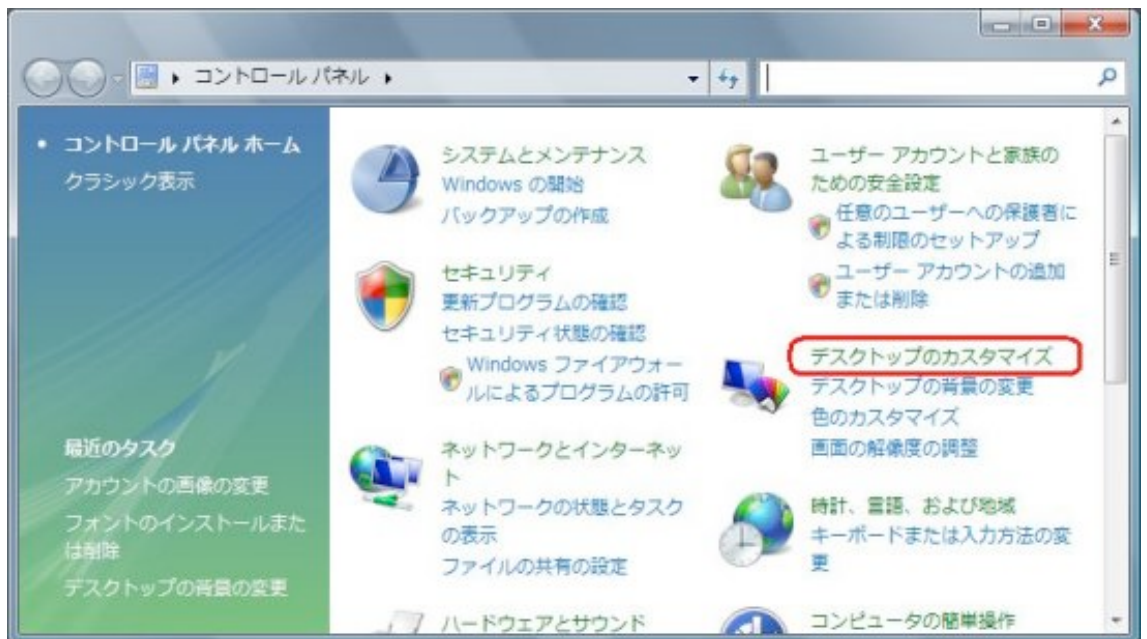 コントロール パネル
コントロール パネル ホーム
クラシック表示
最近のタスク
アカウントの画像の変更
フォントのインストールまた
は削除
デスクトップの背景の変更
システムとメンテナンス
Windows の開始
バックアップの作成
セキュリティ
更新プログラムの確認
セキュリティ状態の確認
Windows ファイアウォー
ルによるプログラムの許可
ネットワークとインターネッ
ト
ネットワークの状態とタスク
の表示
ファイルの共有の設定
ハードウェアとサウンド
ユーザー アカウントと家族の
ための安全設定
任意のユーザーへの保護者に
よる制限のセットアップ
ユーザー アカウントの追加
または削除
デスクトップのカスタマイズ
デスクトップの背景の変更
色のカスタマイズ
画面の解像度の調整
時計、言語、および地域
キーボードまたは入力方法の変
更
コンピュータの簡単操作